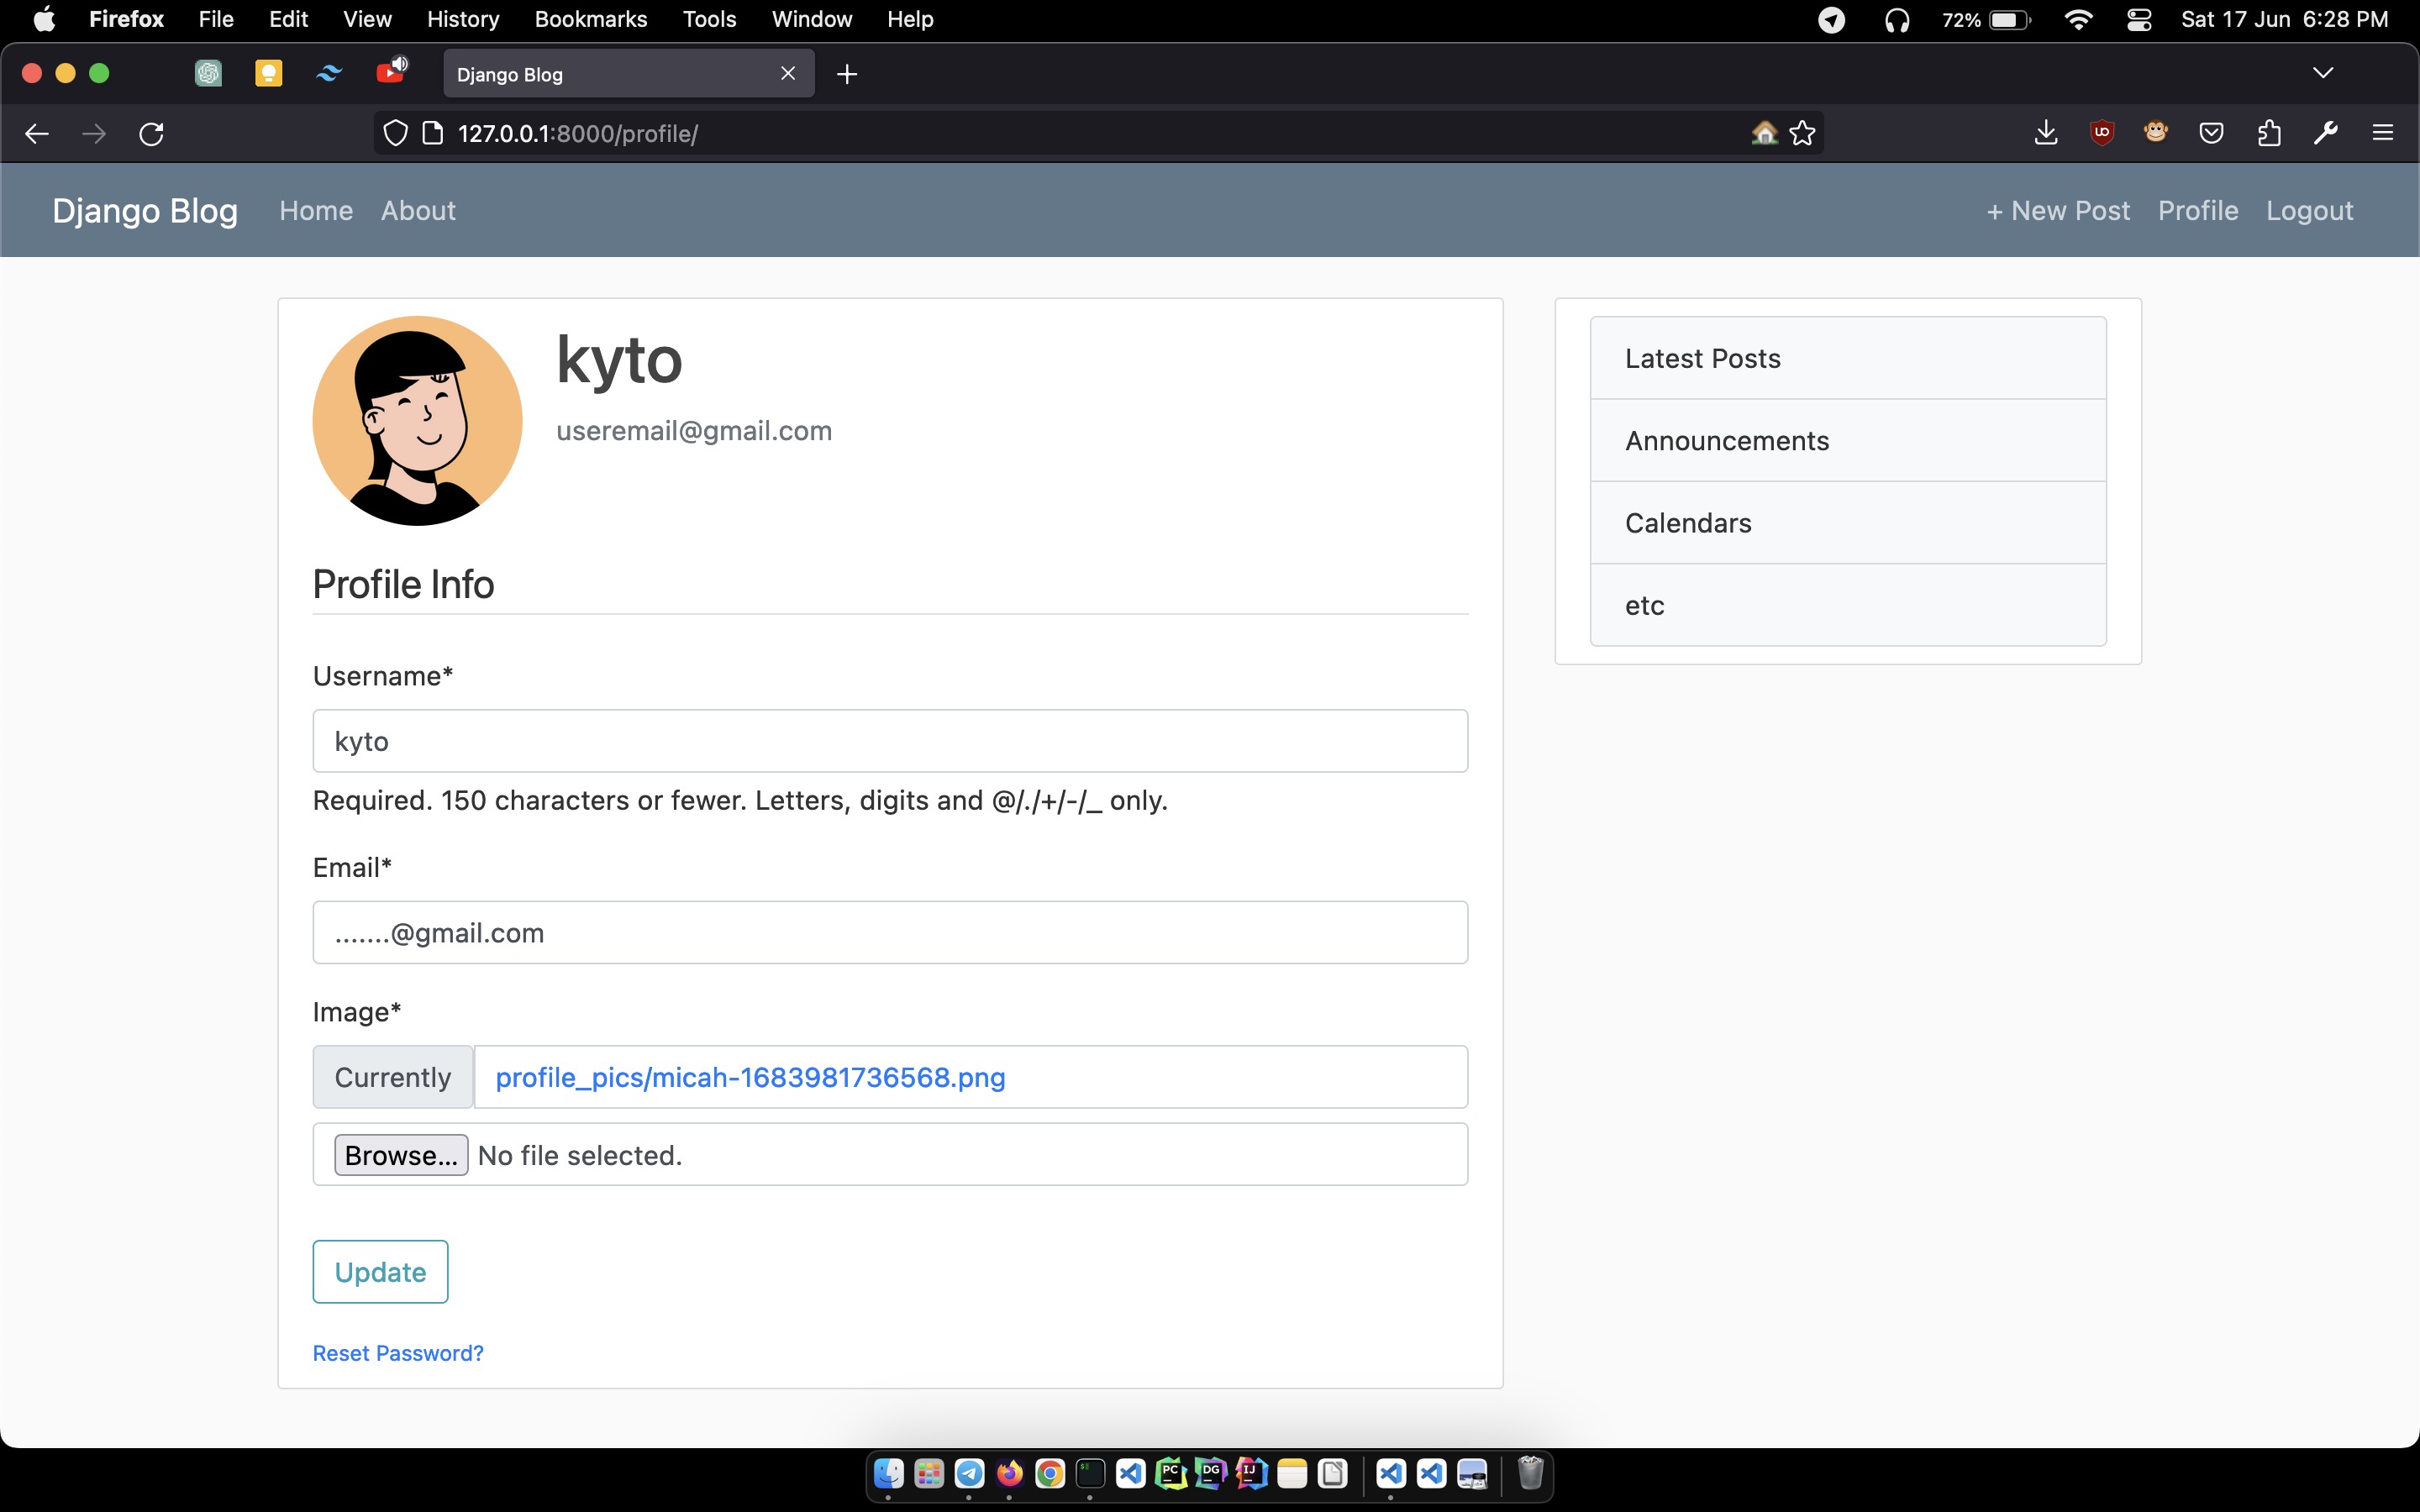 Firefox File Edit View History Bookmarks Tools Window Help 72% Sat 17 Jun 6:28 PM
Django Blog
127.0.0.1:8000/profile/
Django Blog Home About + New Post Profile Logout
kyto
useremail@gmail.com
Profile Info
Username*
kyto
Required. 150 characters or fewer. Letters, digits and @/./+/-/_ only.
Email*
.......@gmail.com
Image*
Currently profile_pics/micah-1683981736568.png
Browse... No file selected.
Update
Reset Password?
Latest Posts
Announcements
Calendars
etc
PC DG IJ